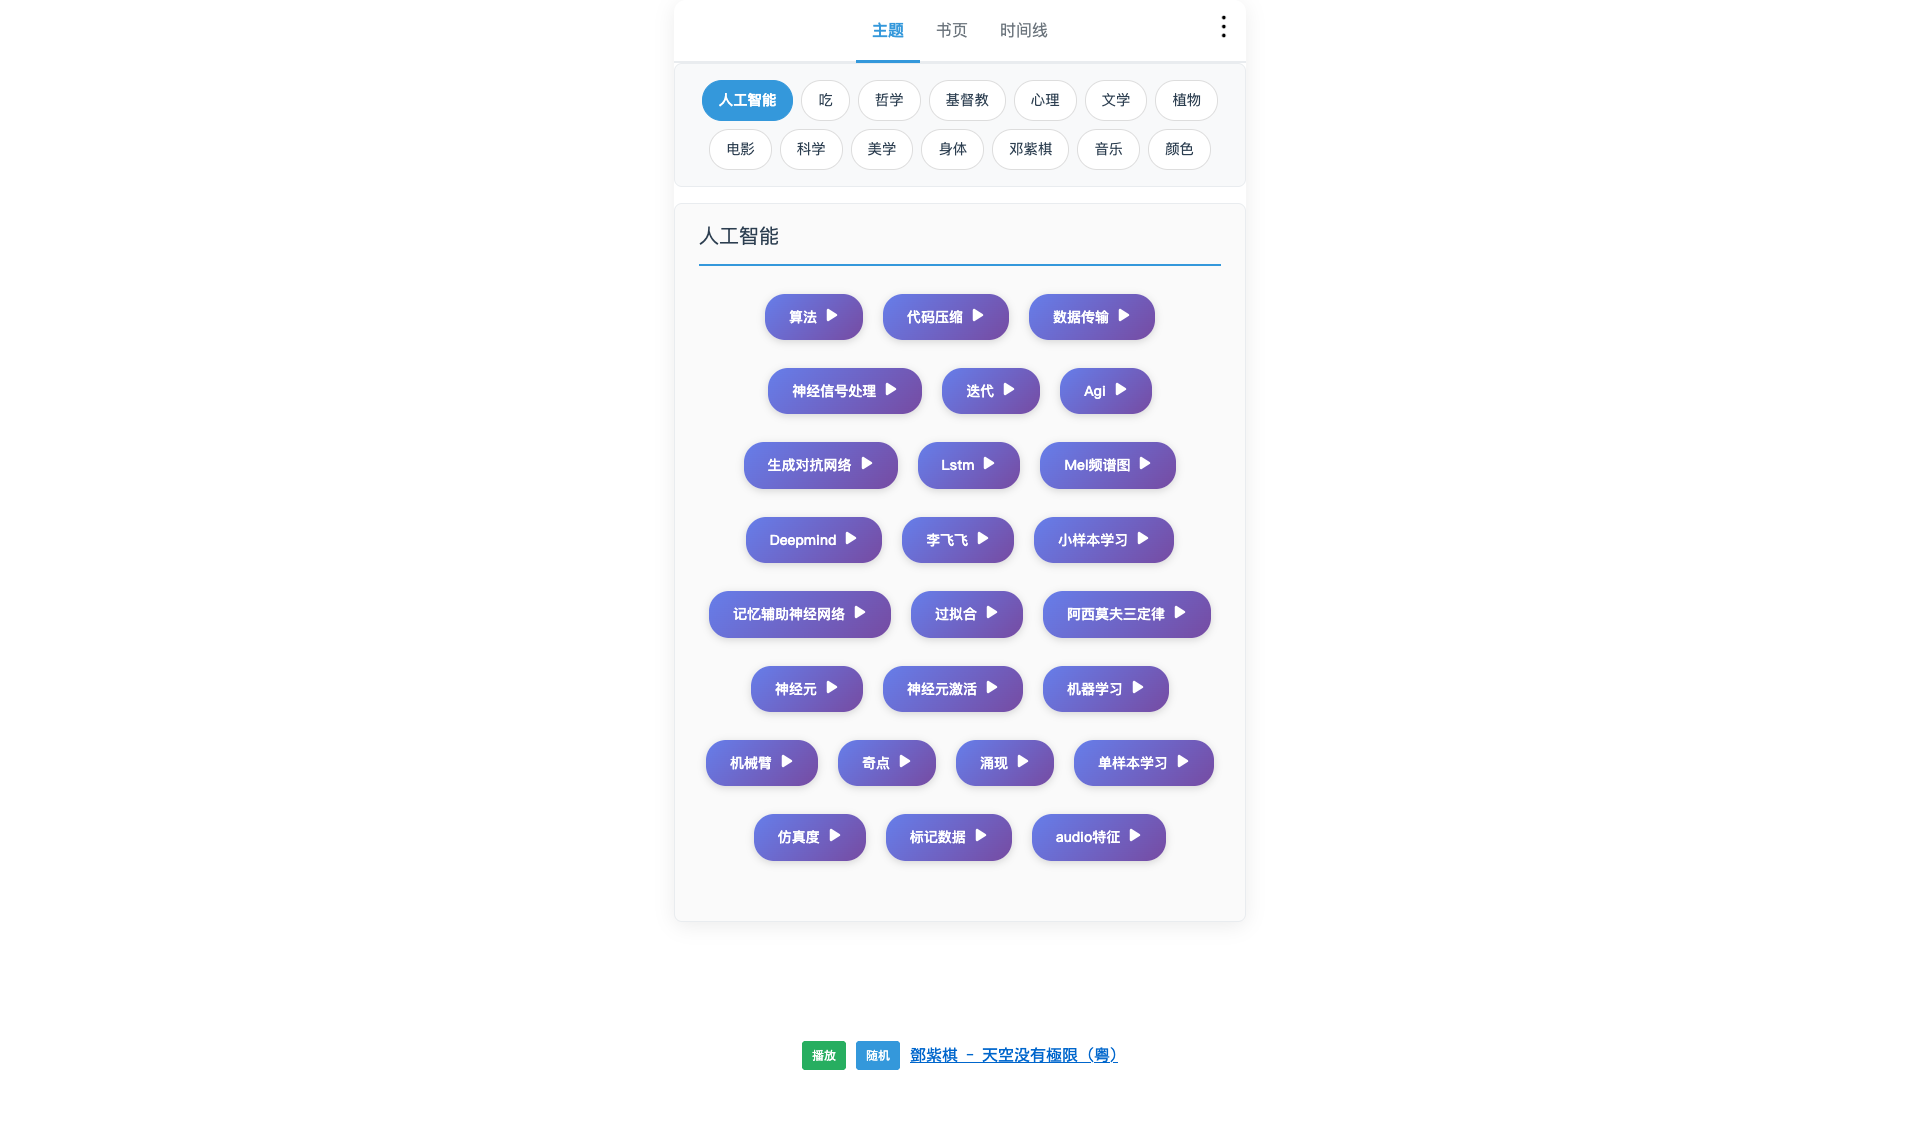 主题 书页 时间线
人工智能 吃 哲学 基督教 心理 文学 植物
电影 科学 美学 身体 邓紫棋 音乐 颜色
人工智能
算法 代码压缩 数据传输
神经信号处理 迭代 Agi
生成对抗网络 Lstm Mel频谱图
Deepmind 李飞飞 小样本学习
记忆辅助神经网络 过拟合 阿西莫夫三定律
神经元 神经元激活 机器学习
机械臂 奇点 涌现 单样本学习
仿真度 标记数据 audio特征
播放 随机 鄧紫棋 - 天空没有極限（粤）